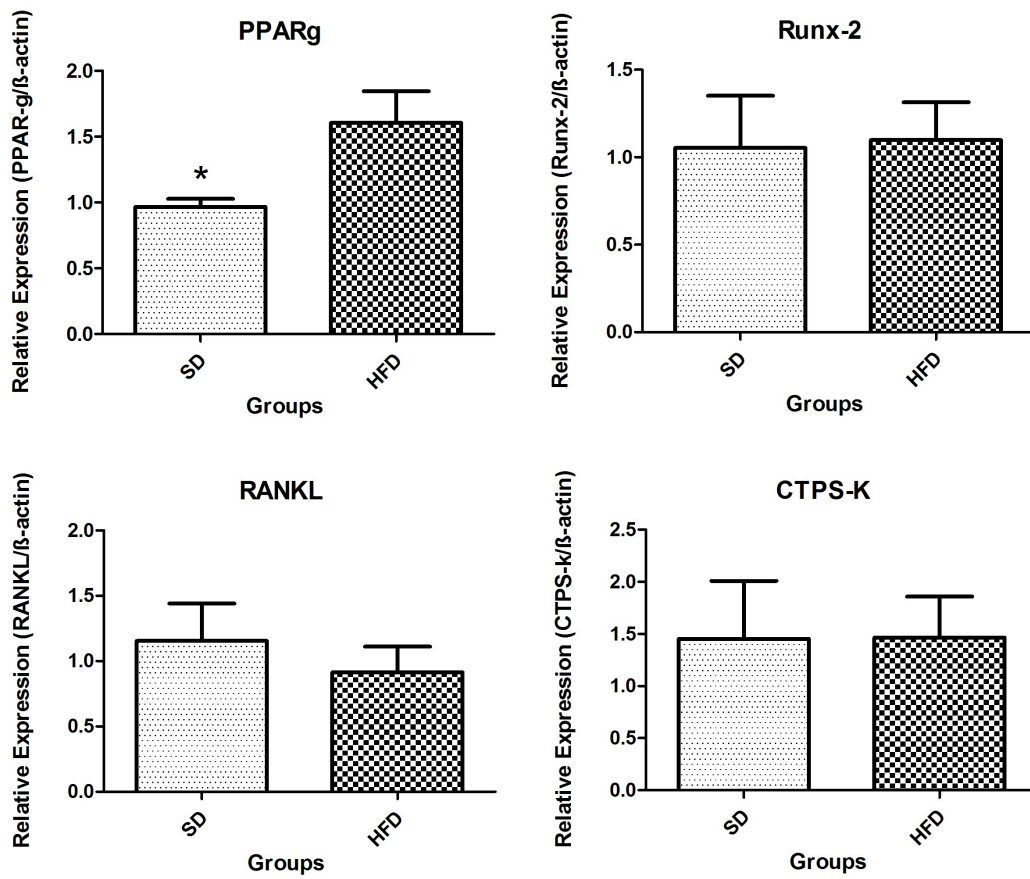 PPARg
Relative Expression (PPAR-g/ß-actin)
2.0
1.5
1.0
0.5
0.0
*
SD
HFD
Groups
Runx-2
Relative Expression (Runx-2/ß-actin)
1.5
1.0
0.5
0.0
SD
HFD
Groups
RANKL
Relative Expression (RANKL/ß-actin)
2.0
1.5
1.0
0.5
0.0
SD
HFD
Groups
CTPS-K
Relative Expression (CTPS-k/ß-actin)
2.5
2.0
1.5
1.0
0.5
0.0
SD
HFD
Groups